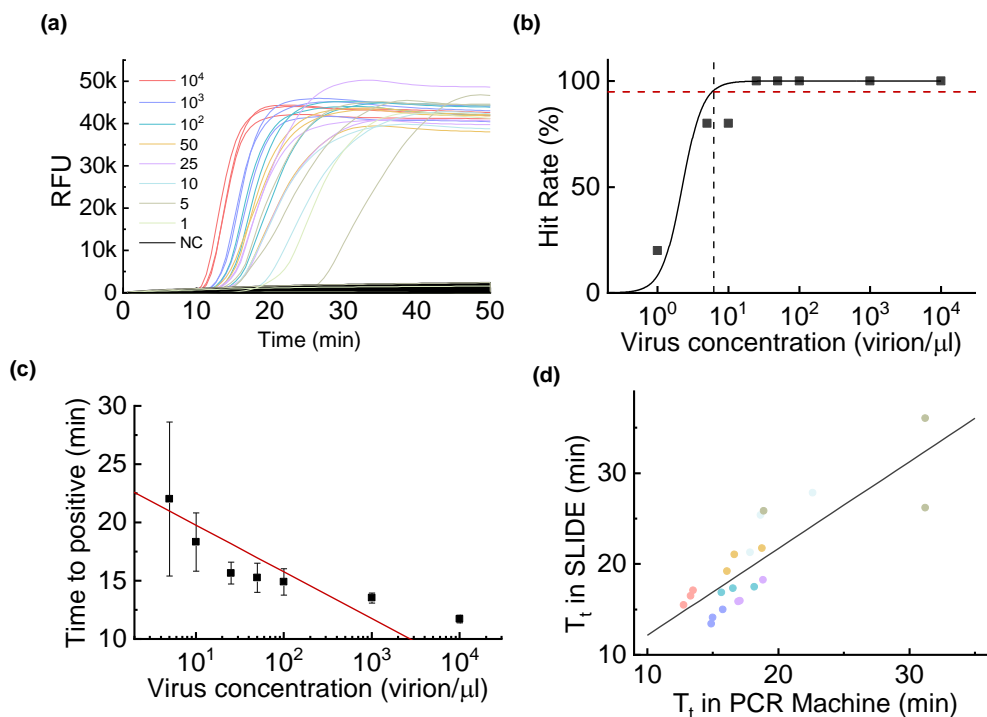 (a)
50k
40k
30k
20k
10k
0
RFU
10⁴
10³
10²
50
25
10
5
1
NC
0 10 20 30 40 50
Time (min)
(b)
100
50
0
Hit Rate (%)
10⁰ 10¹ 10² 10³ 10⁴
Virus concentration (virion/μl)
(c)
30
25
20
15
10
Time to positive (min)
10¹ 10² 10³ 10⁴
Virus concentration (virion/μl)
(d)
30
20
10
Tₜ in SLIDE (min)
10 20 30
Tₜ in PCR Machine (min)